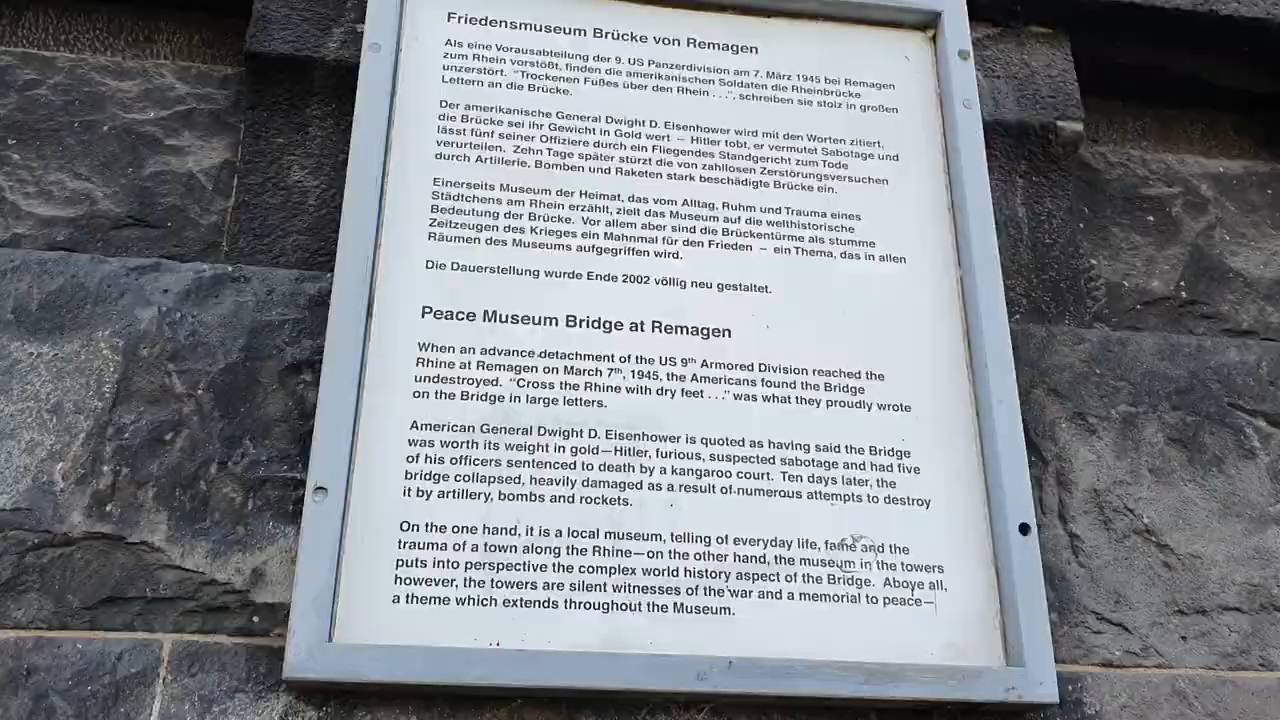 Friedensmuseum Brücke von Remagen
Als eine Vorausabteilung der 9. US Panzerdivision am 7. März 1945 bei Remagen
zum Rhein vorstößt, finden die amerikanischen Soldaten die Rheinbrücke
unzerstört. "Trockenen Fußes über den Rhein . . .", schreiben sie stolz in großen
Lettern an die Brücke.
Der amerikanische General Dwight D. Eisenhower wird mit den Worten zitiert,
die Brücke sei ihr Gewicht in Gold wert – Hitler tobt, er vermutet Sabotage und
lässt fünf seiner Offiziere durch ein Fliegendes Standgericht zum Tode
verurteilen. Zehn Tage später stürzt die von zahllosen Zerstörungsversuchen
durch Artillerie, Bomben und Raketen stark beschädigte Brücke ein.
Einerseits Museum der Heimat, das vom Alltag, Ruhm und Trauma eines
Städtchens am Rhein erzählt, zielt das Museum auf die welthistorische
Bedeutung der Brücke. Vor allem aber sind die Brückentürme als stumme
Zeitzeugen des Krieges ein Mahnmal für den Frieden – ein Thema, das in allen
Räumen des Museums aufgegriffen wird.
Die Dauerstellung wurde Ende 2002 völlig neu gestaltet.
Peace Museum Bridge at Remagen
When an advance detachment of the US 9th Armored Division reached the
Rhine at Remagen on March 7th, 1945, the Americans found the Bridge
undestroyed. "Cross the Rhine with dry feet . . ." was what they proudly wrote
on the Bridge in large letters.
American General Dwight D. Eisenhower is quoted as having said the Bridge
was worth its weight in gold—Hitler, furious, suspected sabotage and had five
of his officers sentenced to death by a kangaroo court. Ten days later, the
bridge collapsed, heavily damaged as a result of numerous attempts to destroy
it by artillery, bombs and rockets.
On the one hand, it is a local museum, telling of everyday life, fame and the
trauma of a town along the Rhine—on the other hand, the museum in the towers
puts into perspective the complex world history aspect of the Bridge. Above all,
however, the towers are silent witnesses of the war and a memorial to peace—
a theme which extends throughout the Museum.